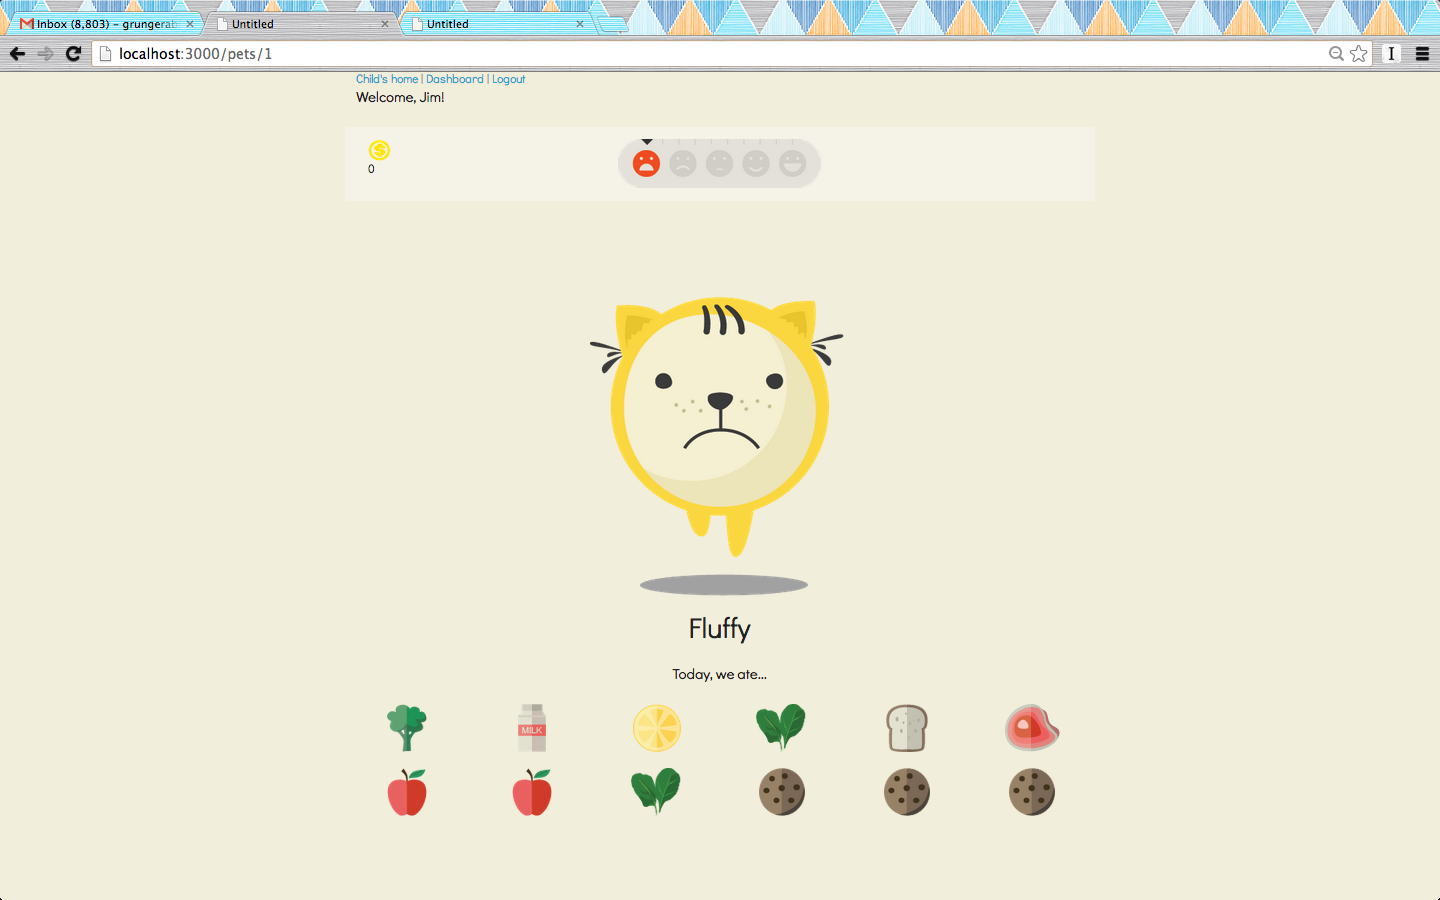 Inbox (8,803) – grungerab
Untitled
Untitled
localhost:3000/pets/1
Child's home | Dashboard | Logout
Welcome, Jim!
0
Fluffy
Today, we ate...
MILK